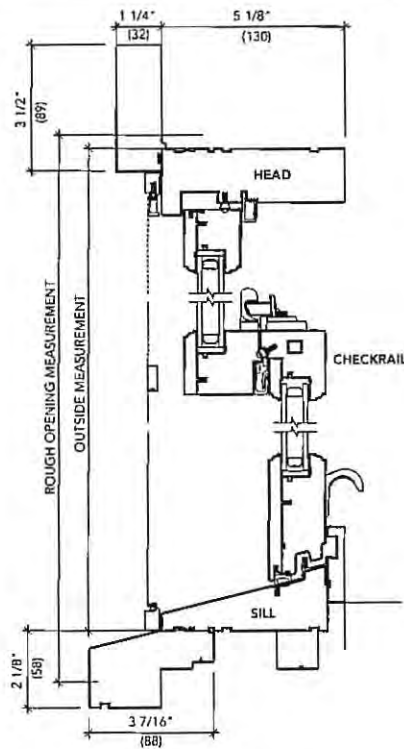 1 1/4"
(32)
5 1/8"
(130)
3 1/2"
(89)
HEAD
ROUGH OPENING MEASUREMENT
OUTSIDE MEASUREMENT
CHECKRAIL
SILL
2 1/8"
(58)
3 7/16"
(88)